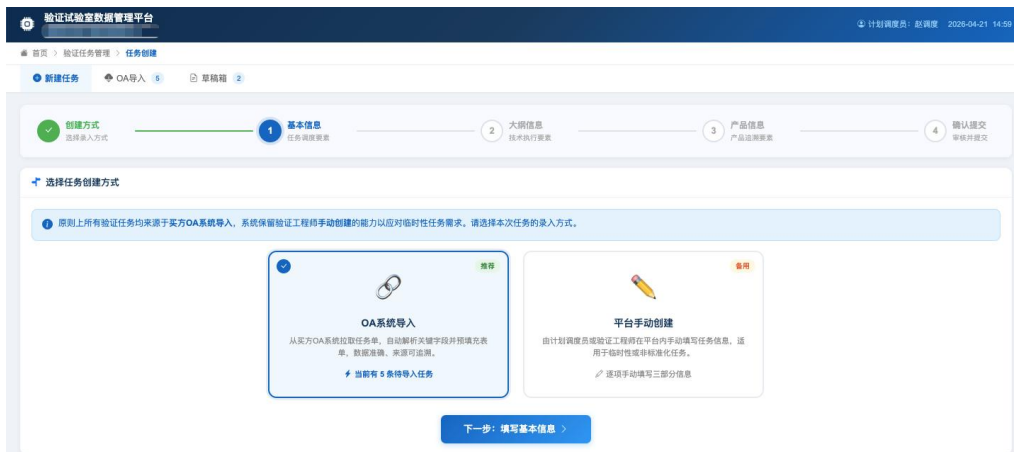 验证试验室数据管理平台
计划调度员：赵调度 2026-04-21 14:59
首页 > 验证任务管理 > 任务创建
新建任务 OA导入 5 草稿箱 2
创建方式
选择录入方式
1 基本信息
任务调度要素
2 大纲信息
技术执行要素
3 产品信息
产品追溯要素
4 确认提交
审核并提交
选择任务创建方式
原则上所有验证任务均来源于买方OA系统导入，系统保留验证工程师手动创建的能力以应对临时性任务需求。请选择本次任务的录入方式。
推荐
OA系统导入
从买方OA系统拉取任务单，自动解析关键字段并预填充表
单，数据准确、来源可追溯。
当前有 5 条待导入任务
备用
平台手动创建
由计划调度员或验证工程师在平台内手动填写任务信息，适
用于临时性或非标准化任务。
逐项手动填写三部分信息
下一步：填写基本信息 >